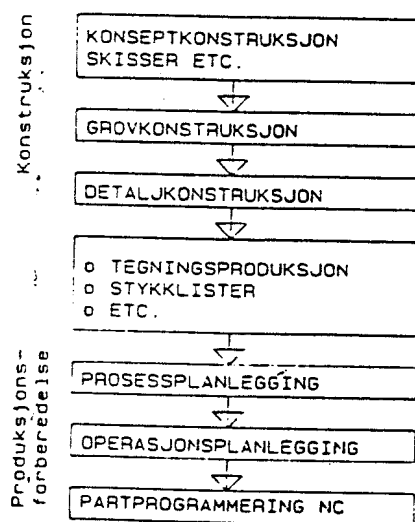 Konstruksjon
KONSEPTKONSTRUKSJON
SKISSER ETC.
GROVKONSTRUKSJON
DETALJKONSTRUKSJON
o TEGNINGSPRODUKSJON
o STYKKLISTER
o ETC.
Produksjons-
forberedelse
PROSESSPLANLEGGING
OPERASJONSPLANLEGGING
PARTPROGRAMMERING NC